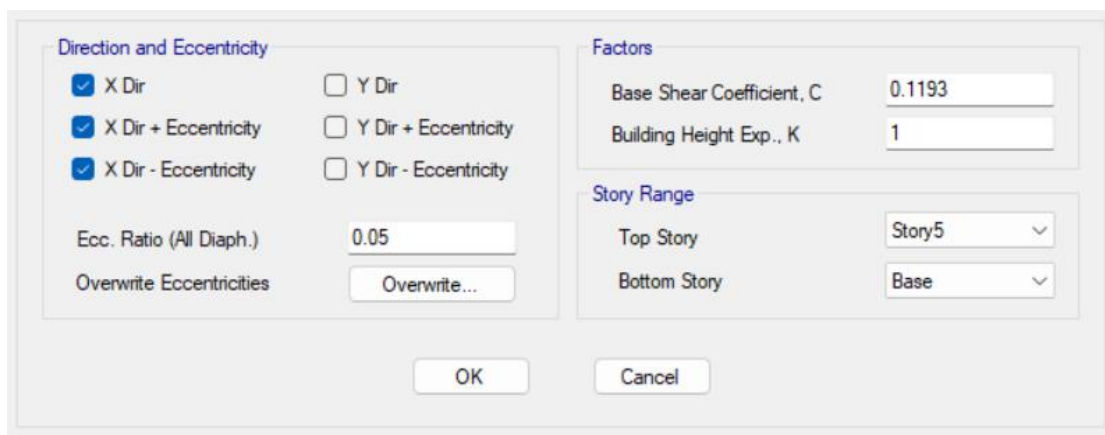 Direction and Eccentricity
X Dir Y Dir
X Dir + Eccentricity Y Dir + Eccentricity
X Dir - Eccentricity Y Dir - Eccentricity
Ecc. Ratio (All Diaph.) 0.05
Overwrite Eccentricities Overwrite...
Factors
Base Shear Coefficient, C 0.1193
Building Height Exp., K 1
Story Range
Top Story Story5
Bottom Story Base
OK Cancel